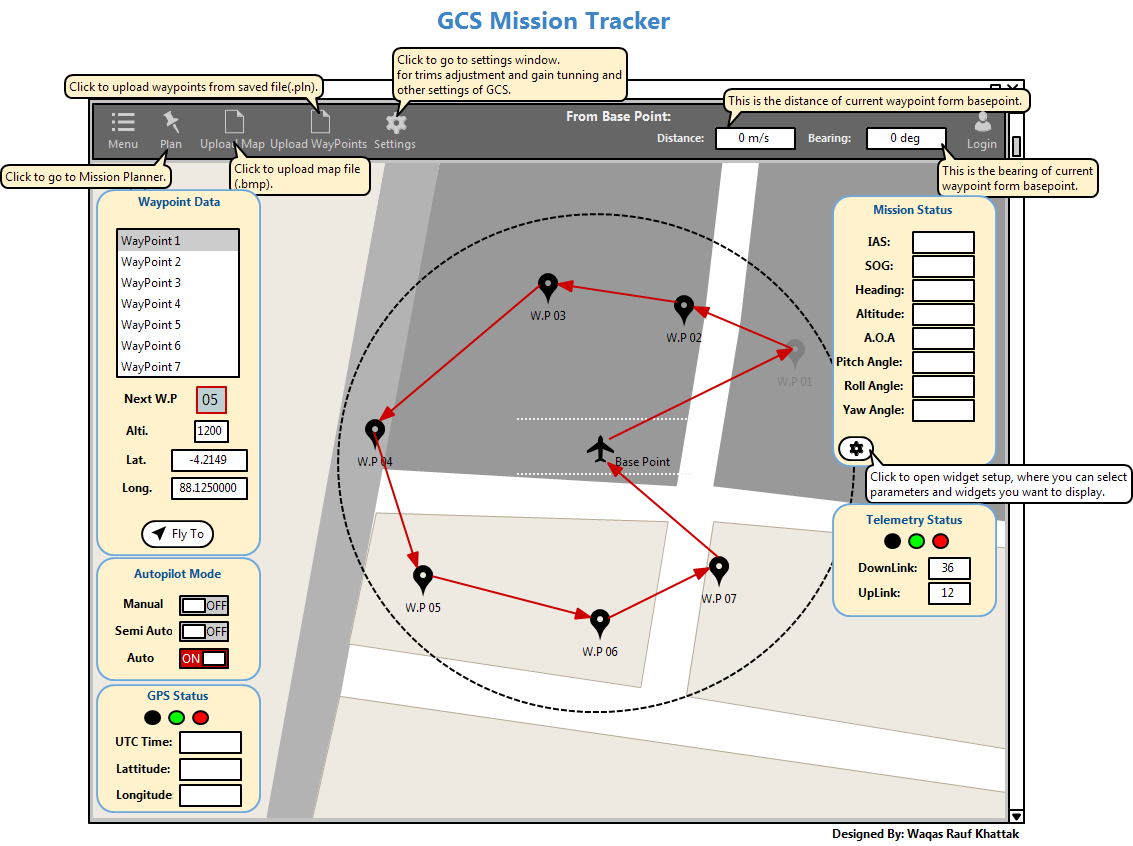 GCS Mission Tracker
Click to go to settings window.
for trims adjustment and gain tunning and
other settings of GCS.
Click to upload waypoints from saved file(.pln).
This is the distance of current waypoint form basepoint.
From Base Point:
Menu
Plan
Upload Map
Upload WayPoints
Settings
Distance:
0 m/s
Bearing:
0 deg
Login
Click to go to Mission Planner.
Click to upload map file
(.bmp).
This is the bearing of current
waypoint form basepoint.
Waypoint Data
WayPoint 1
WayPoint 2
WayPoint 3
WayPoint 4
WayPoint 5
WayPoint 6
WayPoint 7
Next W.P
05
Alti.
1200
Lat.
-4.2149
Long.
88.1250000
Fly To
Autopilot Mode
Manual
OFF
Semi Auto
OFF
Auto
ON
GPS Status
UTC Time:
Lattitude:
Longitude
W.P 03
W.P 02
W.P 01
W.P 04
Base Point
W.P 05
W.P 07
W.P 06
Mission Status
IAS:
SOG:
Heading:
Altitude:
A.O.A
Pitch Angle:
Roll Angle:
Yaw Angle:
Click to open widget setup, where you can select
parameters and widgets you want to display.
Telemetry Status
DownLink:
36
UpLink:
12
Designed By: Waqas Rauf Khattak